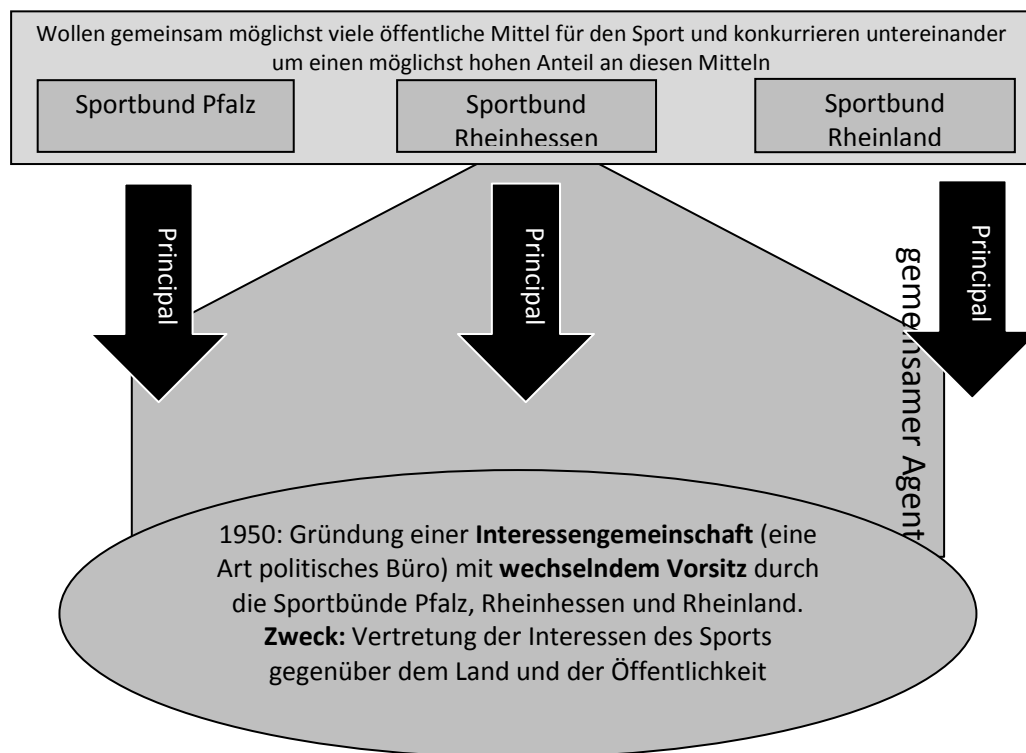 Wollen gemeinsam möglichst viele öffentliche Mittel für den Sport und konkurrieren untereinander
um einen möglichst hohen Anteil an diesen Mitteln
Sportbund Pfalz
Sportbund
Rheinhessen
Sportbund
Rheinland
Principal
Principal
Principal
gemeinsamer Agent
1950: Gründung einer Interessengemeinschaft (eine
Art politisches Büro) mit wechselndem Vorsitz durch
die Sportbünde Pfalz, Rheinhessen und Rheinland.
Zweck: Vertretung der Interessen des Sports
gegenüber dem Land und der Öffentlichkeit